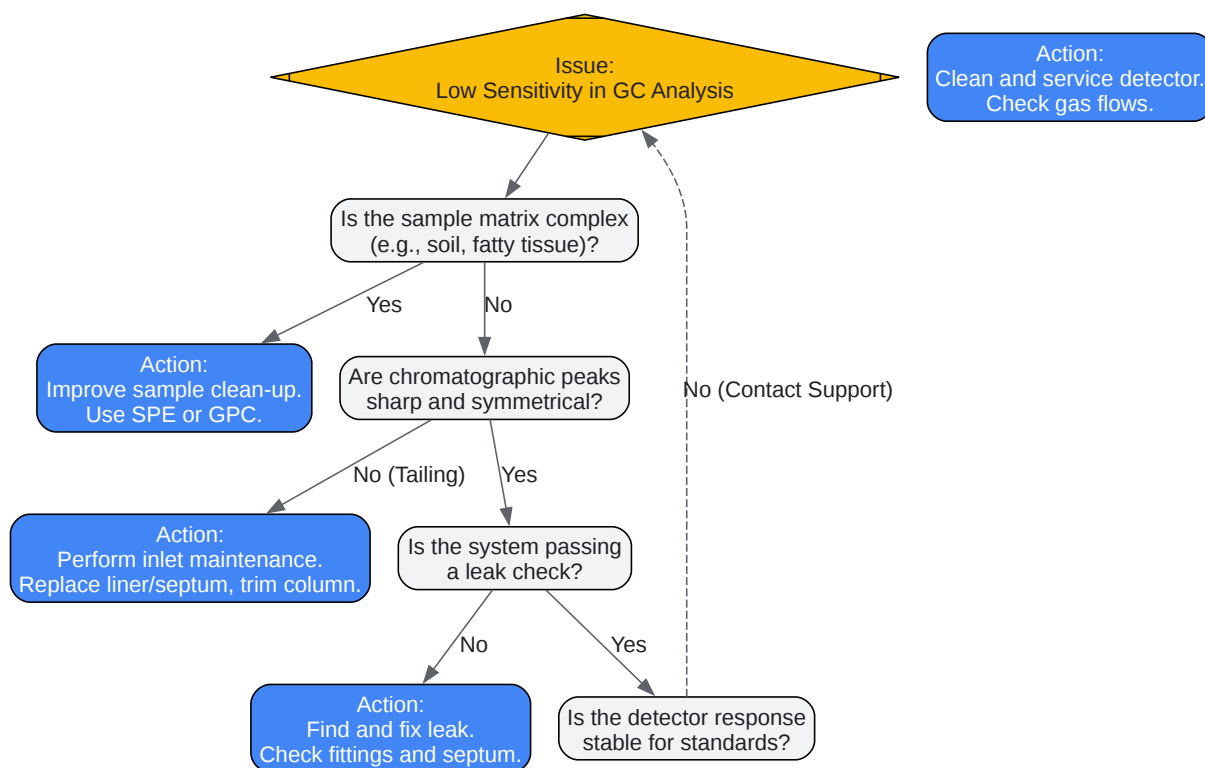 Issue:
Low Sensitivity in GC Analysis
Action:
Clean and service detector.
Check gas flows.
Is the sample matrix complex
(e.g., soil, fatty tissue)?
Yes
No
Action:
Improve sample clean-up.
Use SPE or GPC.
Are chromatographic peaks
sharp and symmetrical?
No (Contact Support)
No (Tailing)
Yes
Action:
Perform inlet maintenance.
Replace liner/septum, trim column.
Is the system passing
a leak check?
No
Yes
Action:
Find and fix leak.
Check fittings and septum.
Is the detector response
stable for standards?